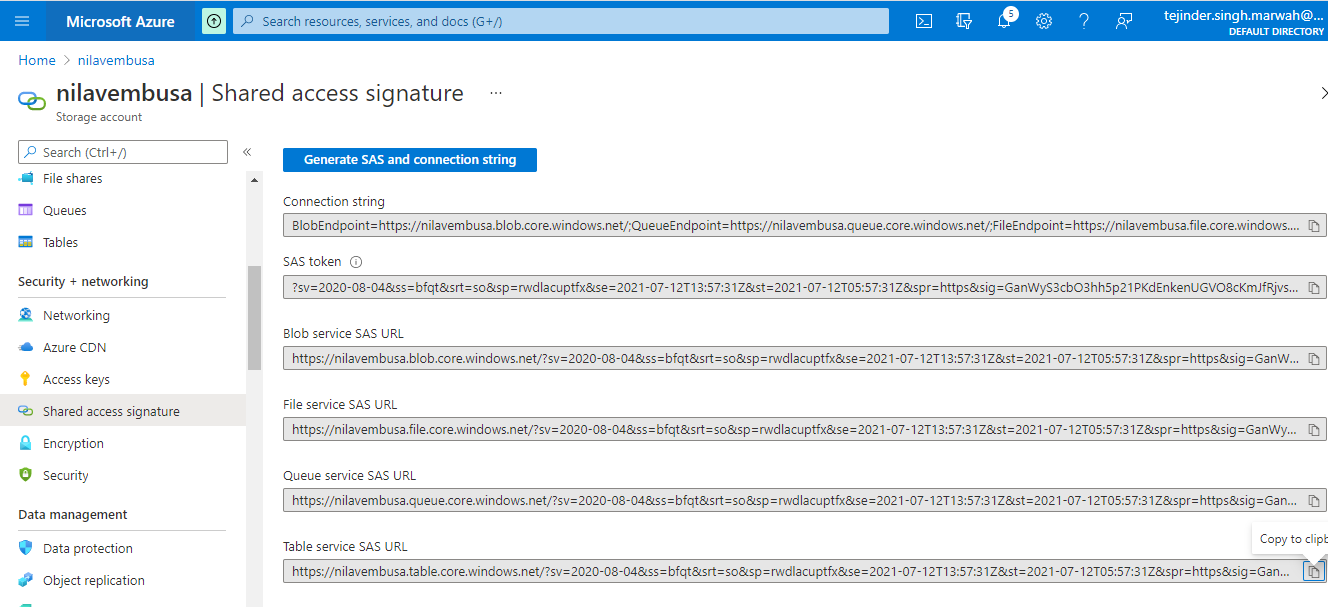 Microsoft Azure
Search resources, services, and docs (G+/)
5
tejinder.singh.marwah@...
DEFAULT DIRECTORY
Home > nilavembusa
nilavembusa | Shared access signature ...
Storage account
Search (Ctrl+/)
«
File shares
Queues
Tables
Security + networking
Networking
Azure CDN
Access keys
Shared access signature
Encryption
Security
Data management
Data protection
Object replication
Generate SAS and connection string
Connection string
BlobEndpoint=https://nilavembusa.blob.core.windows.net/;QueueEndpoint=https://nilavembusa.queue.core.windows.net/;FileEndpoint=https://nilavembusa.file.core.windows....
SAS token
?sv=2020-08-04&ss=bfqt&srt=so&sp=rwdlacuptfx&se=2021-07-12T13:57:31Z&st=2021-07-12T05:57:31Z&spr=https&sig=GanWyS3cbO3hh5p21PKdEnkenUGVO8cKmJfRjvs...
Blob service SAS URL
https://nilavembusa.blob.core.windows.net/?sv=2020-08-04&ss=bfqt&srt=so&sp=rwdlacuptfx&se=2021-07-12T13:57:31Z&st=2021-07-12T05:57:31Z&spr=https&sig=GanW...
File service SAS URL
https://nilavembusa.file.core.windows.net/?sv=2020-08-04&ss=bfqt&srt=so&sp=rwdlacuptfx&se=2021-07-12T13:57:31Z&st=2021-07-12T05:57:31Z&spr=https&sig=GanWy...
Queue service SAS URL
https://nilavembusa.queue.core.windows.net/?sv=2020-08-04&ss=bfqt&srt=so&sp=rwdlacuptfx&se=2021-07-12T13:57:31Z&st=2021-07-12T05:57:31Z&spr=https&sig=Gan...
Table service SAS URL
Copy to clipb
https://nilavembusa.table.core.windows.net/?sv=2020-08-04&ss=bfqt&srt=so&sp=rwdlacuptfx&se=2021-07-12T13:57:31Z&st=2021-07-12T05:57:31Z&spr=https&sig=Gan...